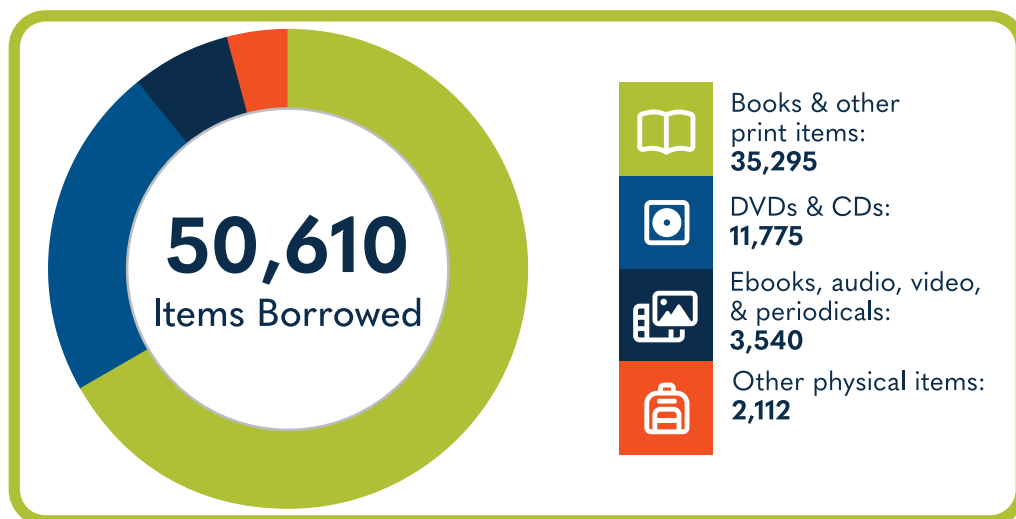 50,610
Items Borrowed
Books & other
print items:
35,295
DVDs & CDs:
11,775
Ebooks, audio, video,
& periodicals:
3,540
Other physical items:
2,112